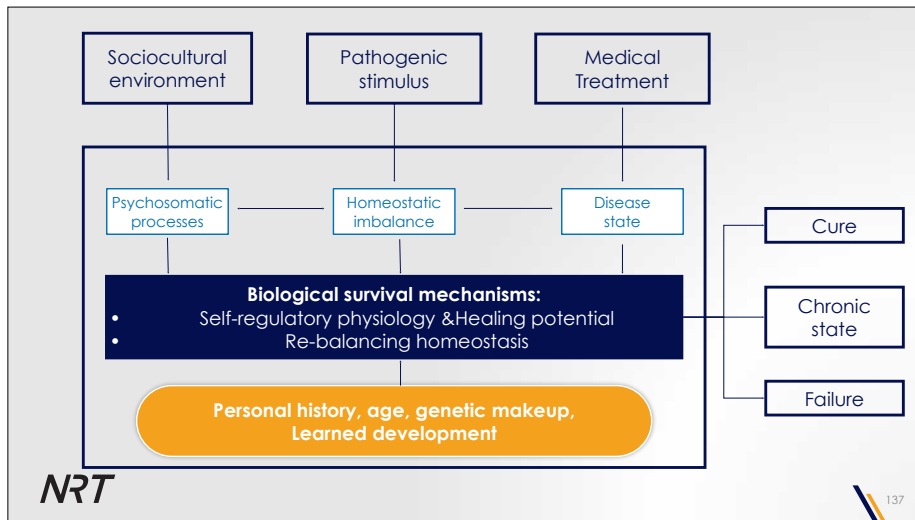 Sociocultural
environment
Pathogenic
stimulus
Medical
Treatment
Psychosomatic
processes
Homeostatic
imbalance
Disease
state
Biological survival mechanisms:
• Self-regulatory physiology &Healing potential
• Re-balancing homeostasis
Personal history, age, genetic makeup,
Learned development
Cure
Chronic
state
Failure
NRT
137